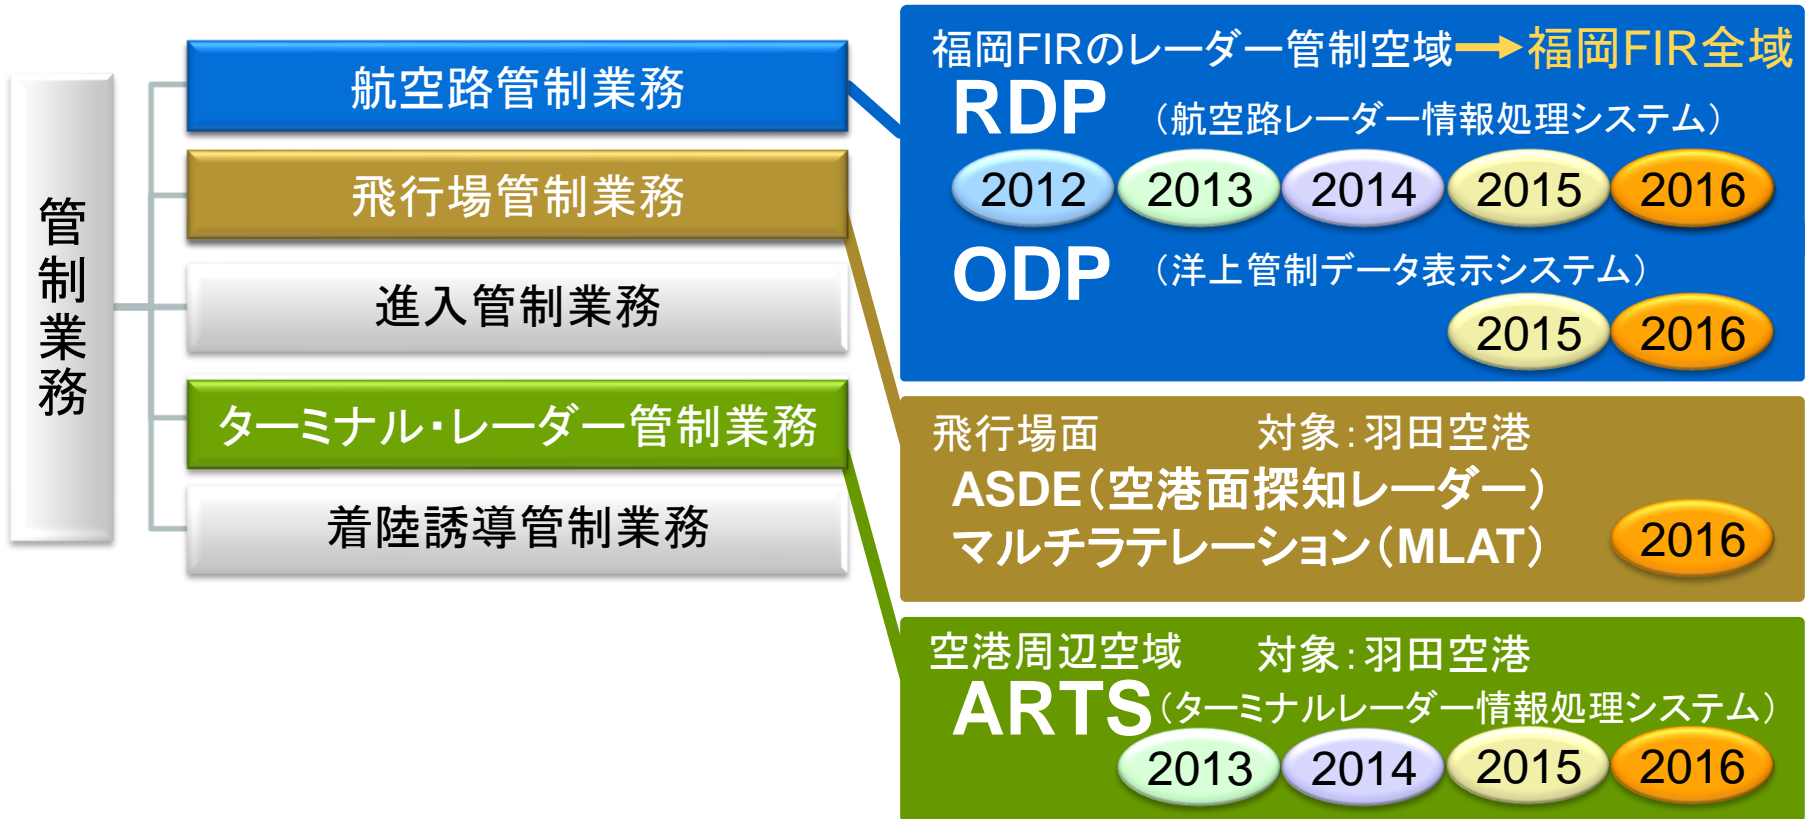 管制業務
航空路管制業務
飛行場管制業務
進入管制業務
ターミナル・レーダー管制業務
着陸誘導管制業務
福岡FIRのレーダー管制空域 → 福岡FIR全域
RDP （航空路レーダー情報処理システム）
2012 2013 2014 2015 2016
ODP （洋上管制データ表示システム）
2015 2016
飛行場面 対象：羽田空港
ASDE（空港面探知レーダー）
マルチラテレーション（MLAT）
2016
空港周辺空域 対象：羽田空港
ARTS（ターミナルレーダー情報処理システム）
2013 2014 2015 2016